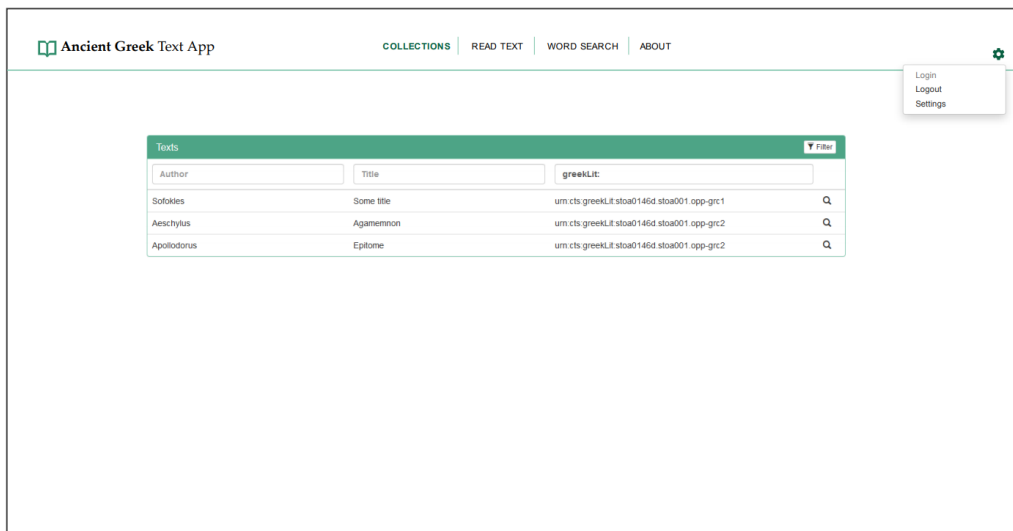 Ancient Greek Text App
COLLECTIONS READ TEXT WORD SEARCH ABOUT
Login
Logout
Settings
Texts Filter
Author Title greekLit:
Sofokles Some title urn:cts:greekLit:stoa0146d.stoa001.opp-grc1
Aeschylus Agamemnon urn:cts:greekLit:stoa0146d.stoa001.opp-grc2
Apollodorus Epitome urn:cts:greekLit:stoa0146d.stoa001.opp-grc2